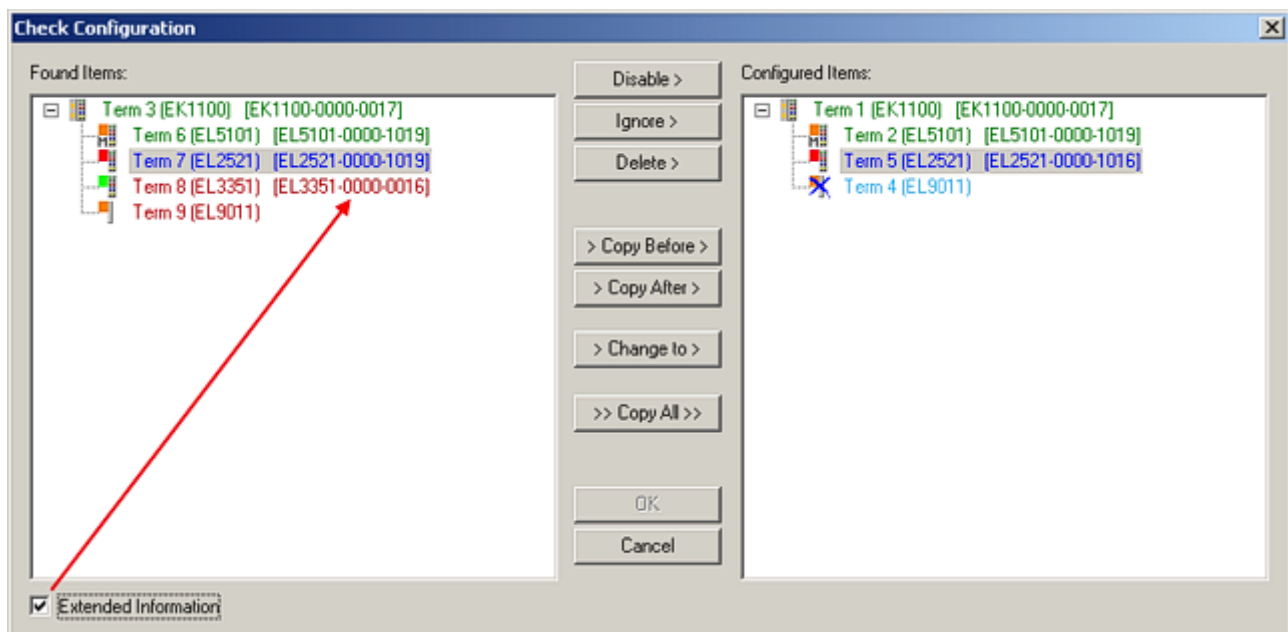 Check Configuration
Found Items:
Term 3 (EK1100) [EK1100-0000-0017]
Term 6 (EL5101) [EL5101-0000-1019]
Term 7 (EL2521) [EL2521-0000-1019]
Term 8 (EL3351) [EL3351-0000-0016]
Term 9 (EL9011)
Disable >
Ignore >
Delete >
> Copy Before >
> Copy After >
> Change to >
>> Copy All >>
OK
Cancel
Configured Items:
Term 1 (EK1100) [EK1100-0000-0017]
Term 2 (EL5101) [EL5101-0000-1019]
Term 5 (EL2521) [EL2521-0000-1016]
Term 4 (EL9011)
Extended Information